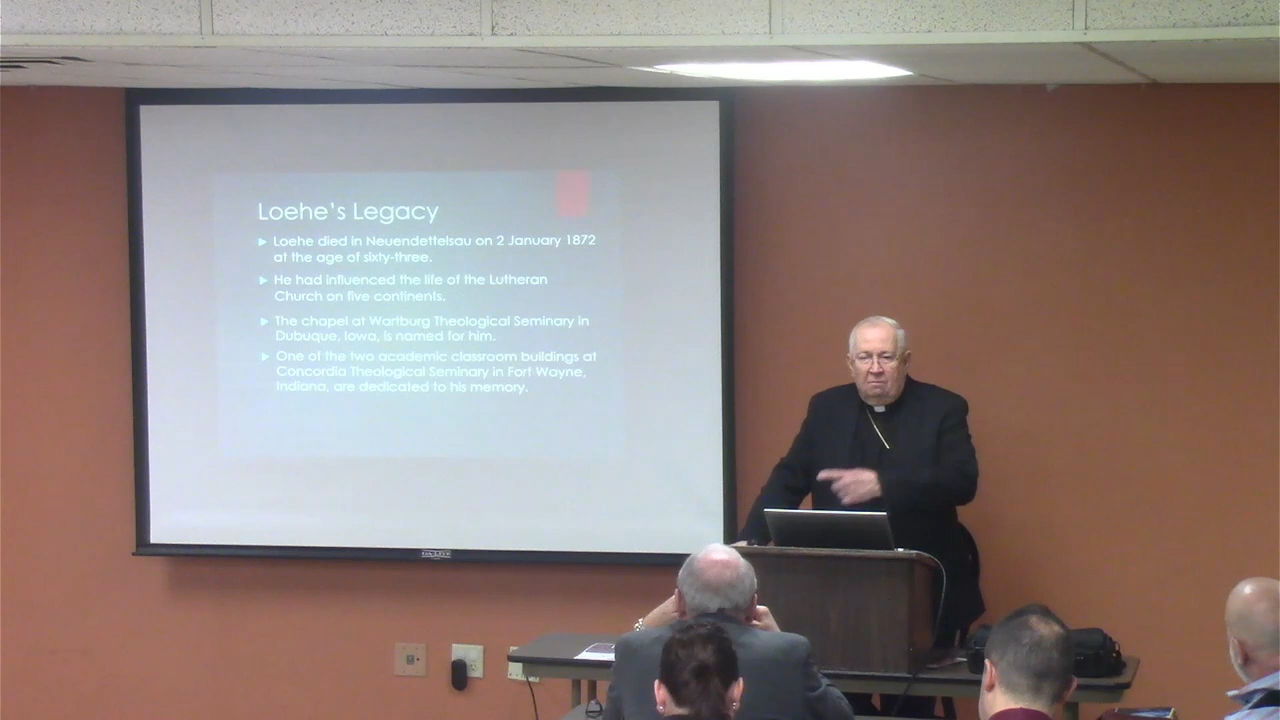 Loehe's Legacy
Loehe died in Neuendettelsau on 2 January 1872
at the age of sixty-three.
He had influenced the life of the Lutheran
Church on five continents.
The chapel at Wartburg Theological Seminary in
Dubuque, Iowa, is named for him.
One of the two academic classroom buildings at
Concordia Theological Seminary in Fort Wayne,
Indiana, are dedicated to his memory.
DA-LITE